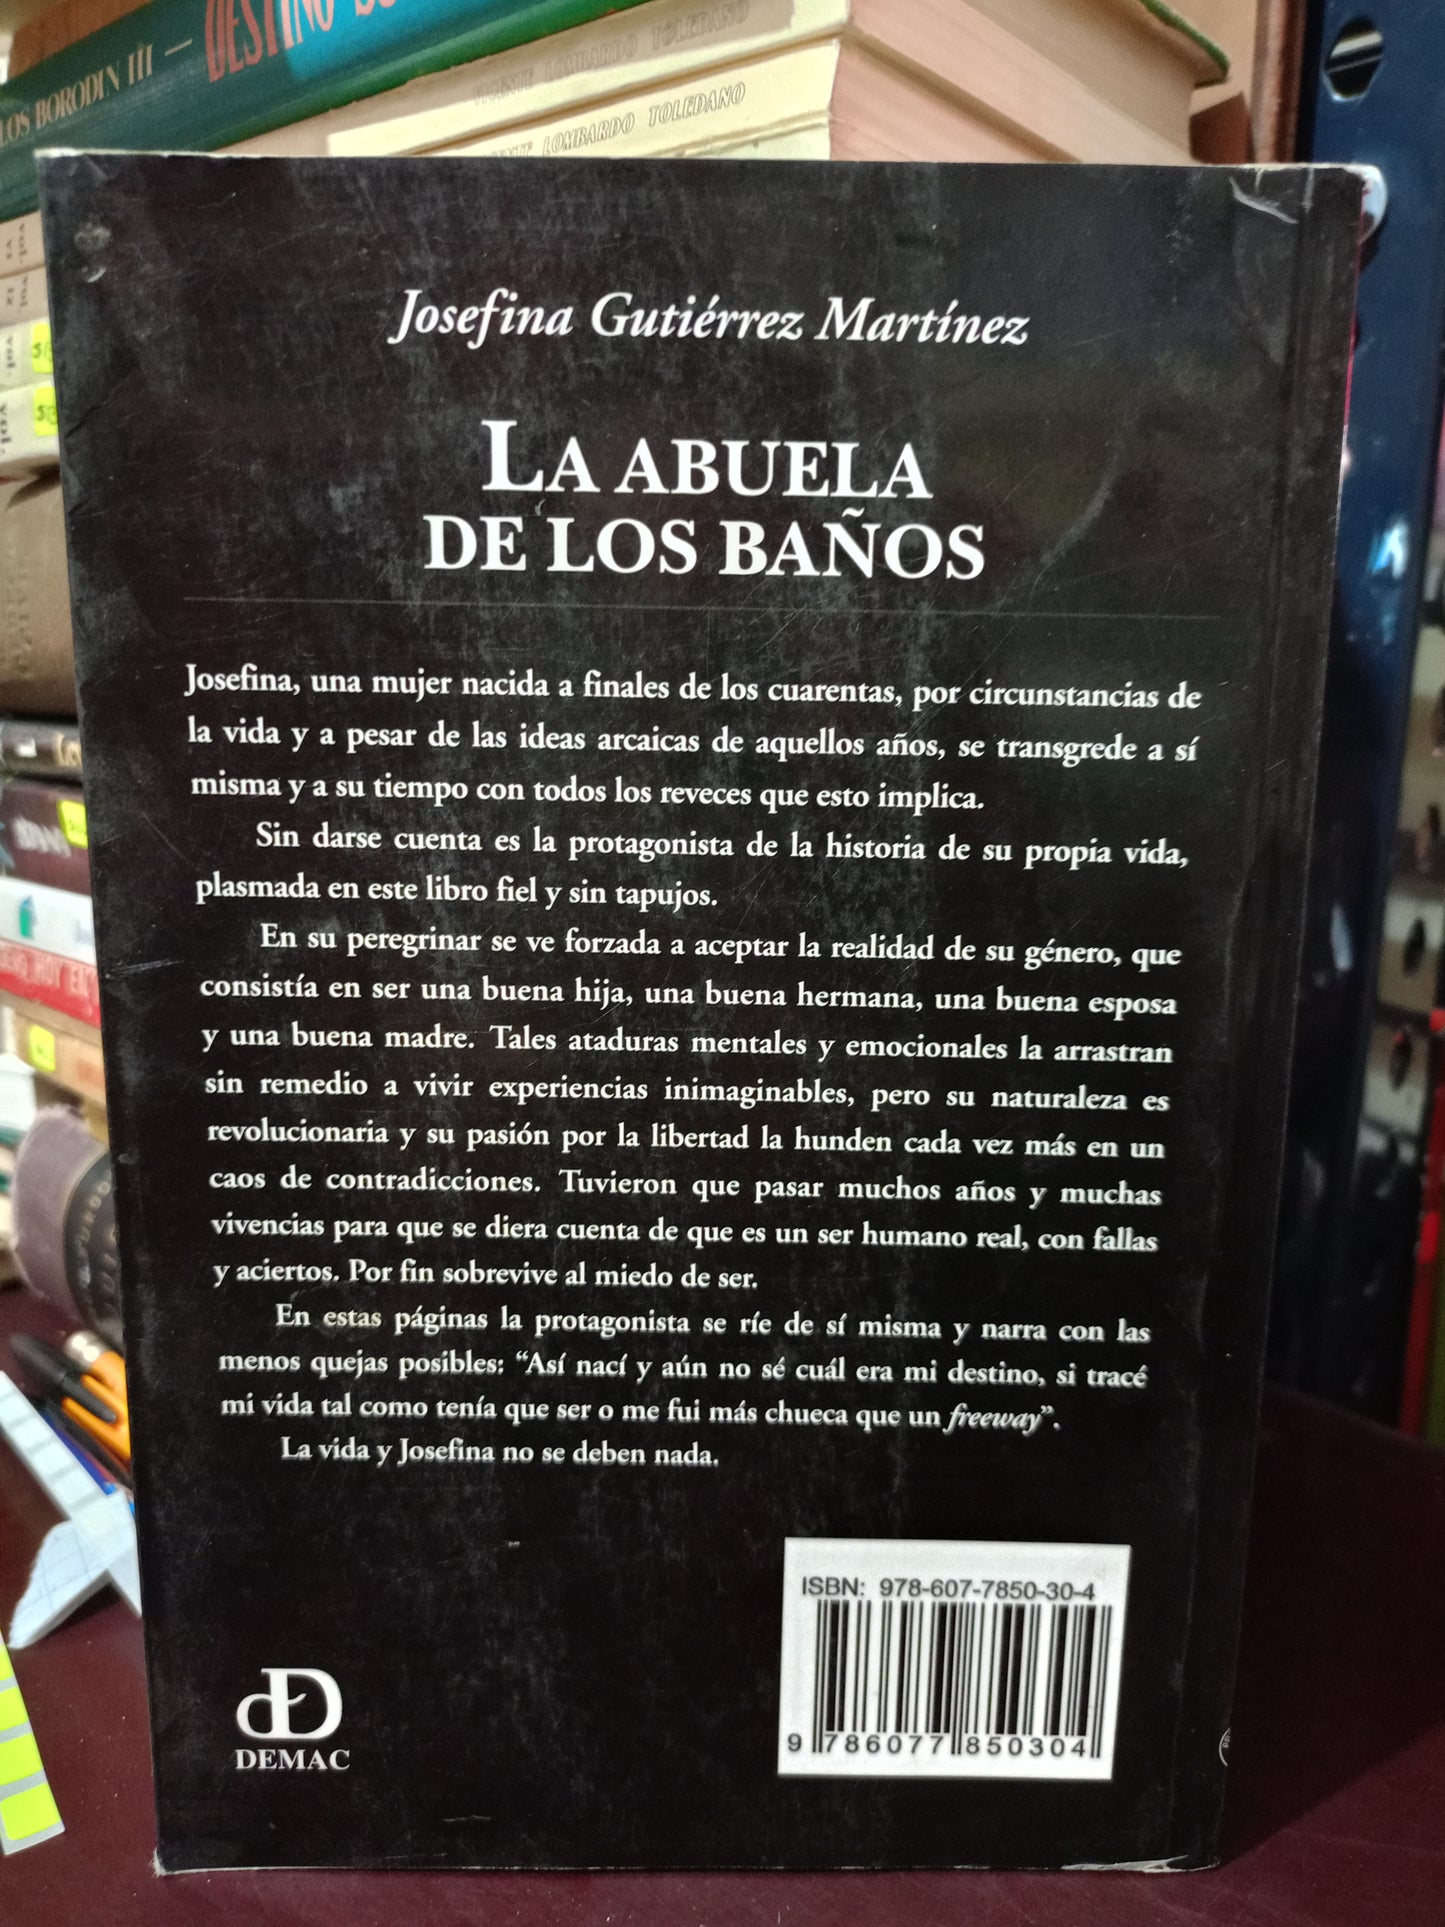 LOS BORODIN III — DESTINO
VICENTE LOMBARDO TOLEDANO
LOMBARDO TOLEDANO
Josefina Gutiérrez Martínez
LA ABUELA
DE LOS BAÑOS
Josefina, una mujer nacida a finales de los cuarentas, por circunstancias de
la vida y a pesar de las ideas arcaicas de aquellos años, se transgrede a sí
misma y a su tiempo con todos los reveces que esto implica.
Sin darse cuenta es la protagonista de la historia de su propia vida,
plasmada en este libro fiel y sin tapujos.
En su peregrinar se ve forzada a aceptar la realidad de su género, que
consistía en ser una buena hija, una buena hermana, una buena esposa
y una buena madre. Tales ataduras mentales y emocionales la arrastran
sin remedio a vivir experiencias inimaginables, pero su naturaleza es
revolucionaria y su pasión por la libertad la hunden cada vez más en un
caos de contradicciones. Tuvieron que pasar muchos años y muchas
vivencias para que se diera cuenta de que es un ser humano real, con fallas
y aciertos. Por fin sobrevive al miedo de ser.
En estas páginas la protagonista se ríe de sí misma y narra con las
menos quejas posibles: “Así nací y aún no sé cuál era mi destino, si tracé
mi vida tal como tenía que ser o me fui más chueca que un freeway”.
La vida y Josefina no se deben nada.
ISBN: 978-607-7850-30-4
9 786077 850304
DEMAC